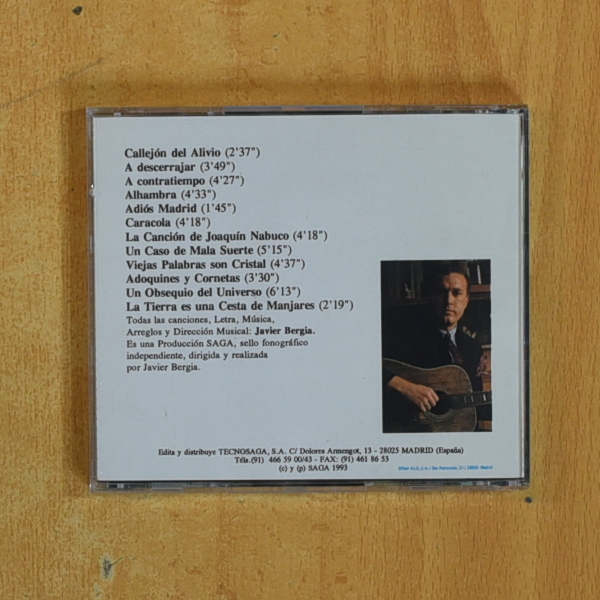 Callejón del Alivio (2'37")
A descerrajar (3'49")
A contratiempo (4'27")
Alhambra (4'33")
Adiós Madrid (1'45")
Caracola (4'18")
La Canción de Joaquín Nabuco (4'18")
Un Caso de Mala Suerte (5'15")
Viejas Palabras son Cristal (4'37")
Adoquines y Cornetas (3'30")
Un Obsequio del Universo (6'13")
La Tierra es una Cesta de Manjares (2'19")
Todas las canciones, Letra, Música,
Arreglos y Dirección Musical: Javier Bergia.
Es una Producción SAGA, sello fonográfico
independiente, dirigida y realizada
por Javier Bergia.
Edita y distribuye TECNOSAGA, S.A. C/ Dolores Armengot, 13 - 28025 MADRID (España)
Téls. (91) 466 59 00/43 - FAX: (91) 461 86 53
(c) y (p) SAGA 1993